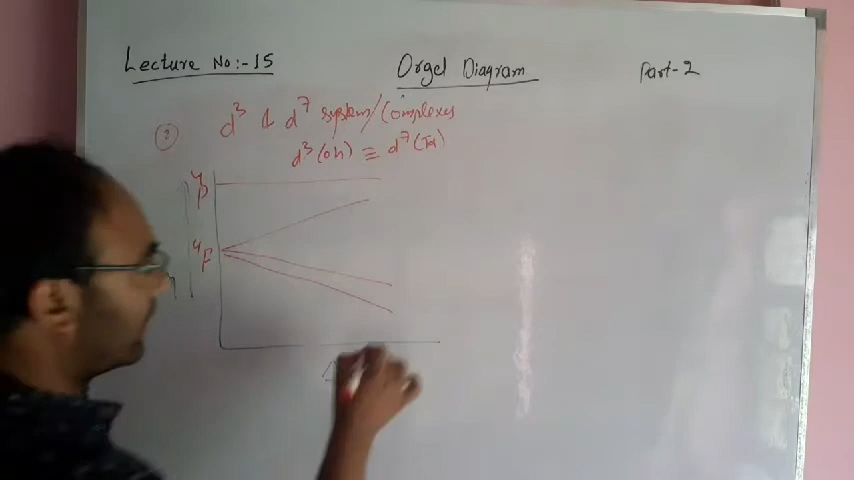 Lecture No:-15 Orgel Diagram Part-2
② d³ & d⁷ system/Complexes
d³(oh) ≡ d⁷(Td)
⁴P
⁴F
Δ